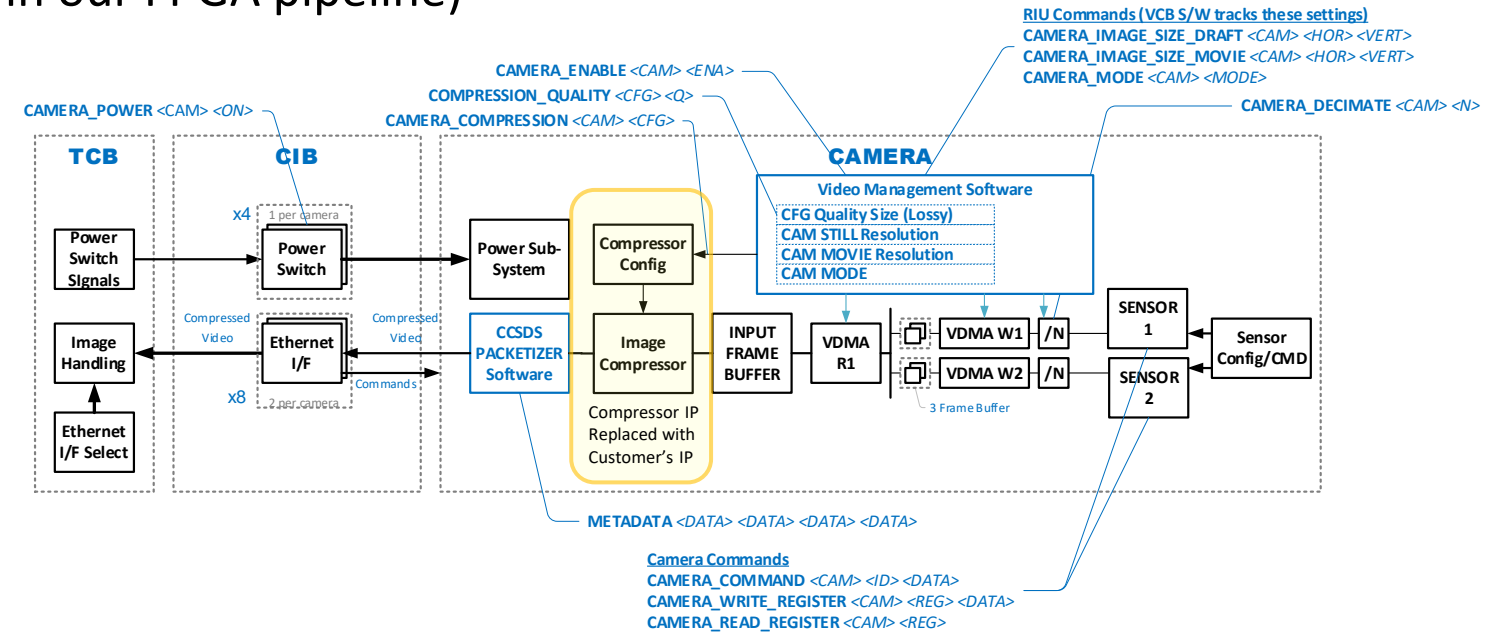 in our FPGA pipeline)
RIU Commands (VCB S/W tracks these settings)
CAMERA_IMAGE_SIZE_DRAFT <CAM> <HOR> <VERT>
CAMERA_IMAGE_SIZE_MOVIE <CAM> <HOR> <VERT>
CAMERA_MODE <CAM> <MODE>
CAMERA_ENABLE <CAM> <ENA>
COMPRESSION_QUALITY <CFG> <Q>
CAMERA_COMPRESSION <CAM> <CFG>
CAMERA_POWER <CAM> <ON>
CAMERA_DECIMATE <CAM> <N>
TCB
CIB
CAMERA
Power
Switch
SIgnals
x4
1 per camera
Power
Switch
Power Sub-
System
Compressor
Config
Video Management Software
CFG Quality Size (Lossy)
CAM STILL Resolution
CAM MOVIE Resolution
CAM MODE
Image
Handling
Ethernet
I/F Select
Compressed
Video
Ethernet
I/F
x8
2 per camera
Compressed
Video
Commands
CCSDS
PACKETIZER
Software
Image
Compressor
Compressor IP
Replaced with
Customer's IP
INPUT
FRAME
BUFFER
VDMA
R1
VDMA W1
/N
VDMA W2
/N
3 Frame Buffer
SENSOR
1
SENSOR
2
Sensor
Config/CMD
METADATA <DATA> <DATA> <DATA> <DATA>
Camera Commands
CAMERA_COMMAND <CAM> <ID> <DATA>
CAMERA_WRITE_REGISTER <CAM> <REG> <DATA>
CAMERA_READ_REGISTER <CAM> <REG>